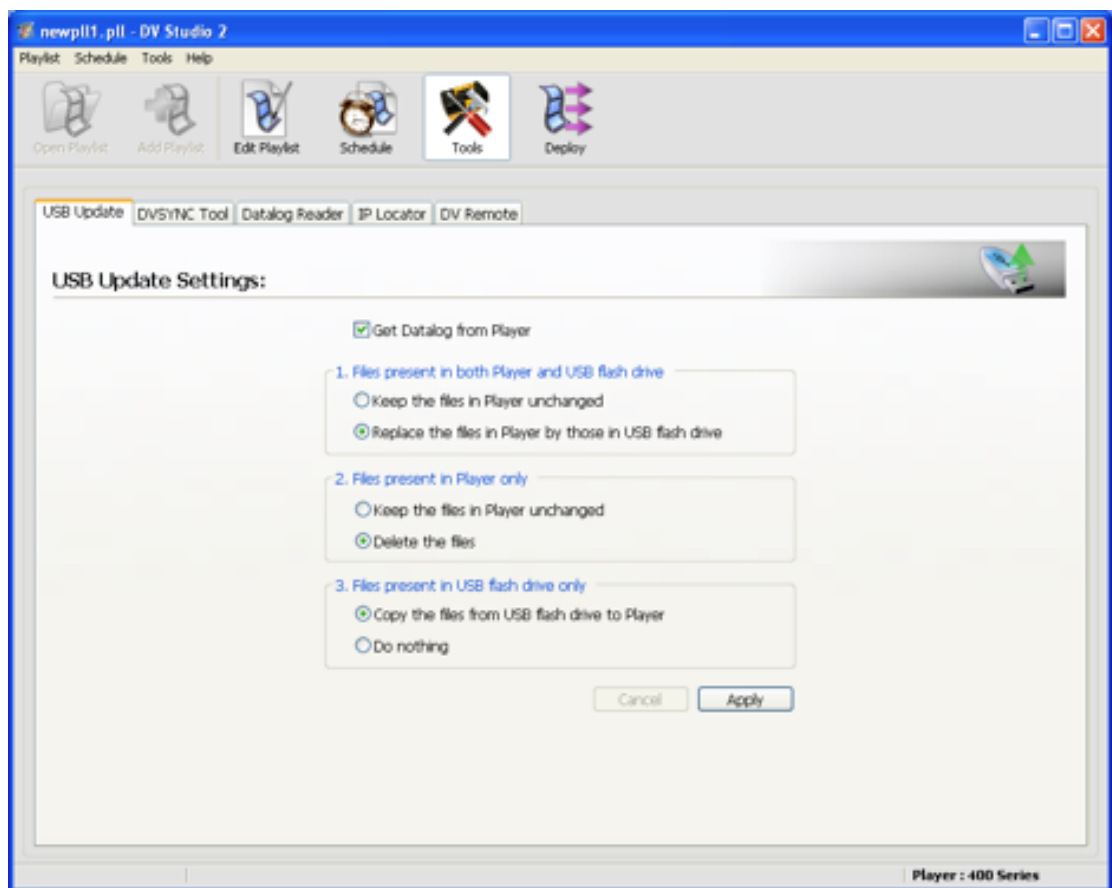 newpll1.pll - DV Studio 2
Playlist Schedule Tools Help
Open Playlist Add Playlist Edit Playlist Schedule Tools Deploy
USB Update DVSYNC Tool Datalog Reader IP Locator DV Remote
USB Update Settings:
Get Datalog from Player
1. Files present in both Player and USB flash drive
Keep the files in Player unchanged
Replace the files in Player by those in USB flash drive
2. Files present in Player only
Keep the files in Player unchanged
Delete the files
3. Files present in USB flash drive only
Copy the files from USB flash drive to Player
Do nothing
Cancel Apply
Player : 400 Series